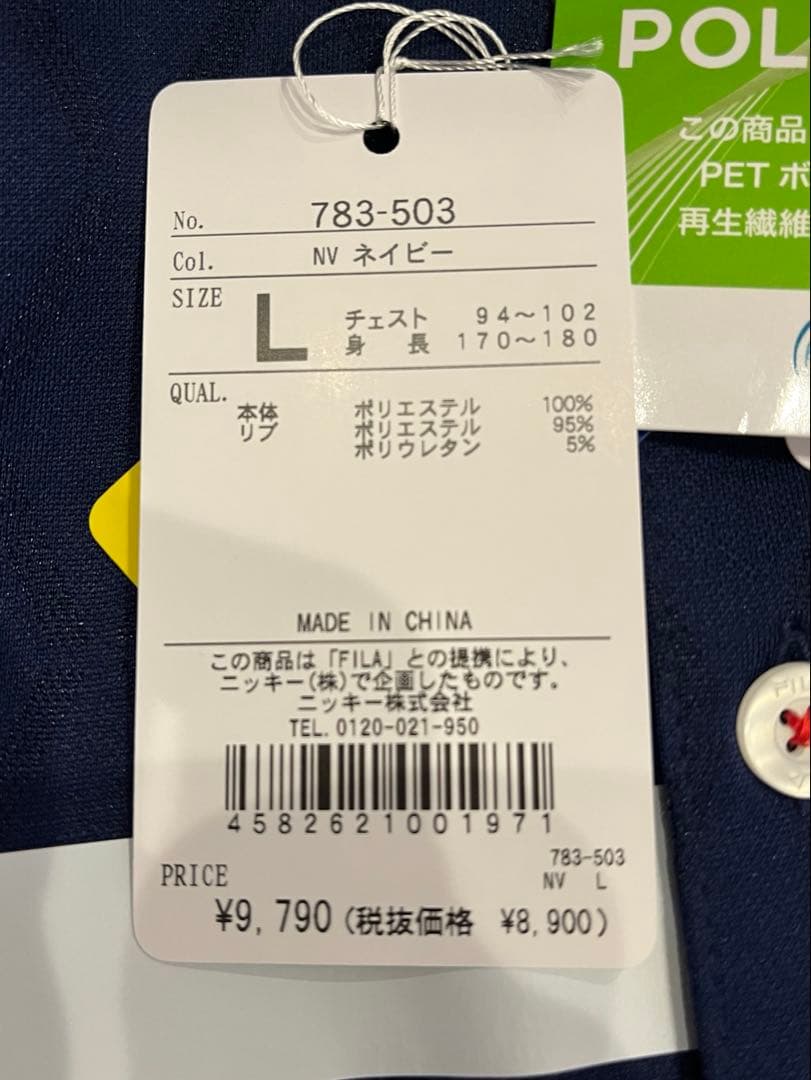 POL
この商品
PET ボ
再生繊維
No. 783-503
Col. NV ネイビー
SIZE L チェスト 94〜102
身長 170〜180
QUAL.
本体 ポリエステル 100%
リブ ポリエステル 95%
ポリウレタン 5%
MADE IN CHINA
この商品は「FILA」との提携により、
ニッキー(株)で企画したものです。
ニッキー株式会社
TEL. 0120-021-950
4582621001971
783-503
PRICE NV L
¥9,790(税抜価格 ¥8,900)
FIL